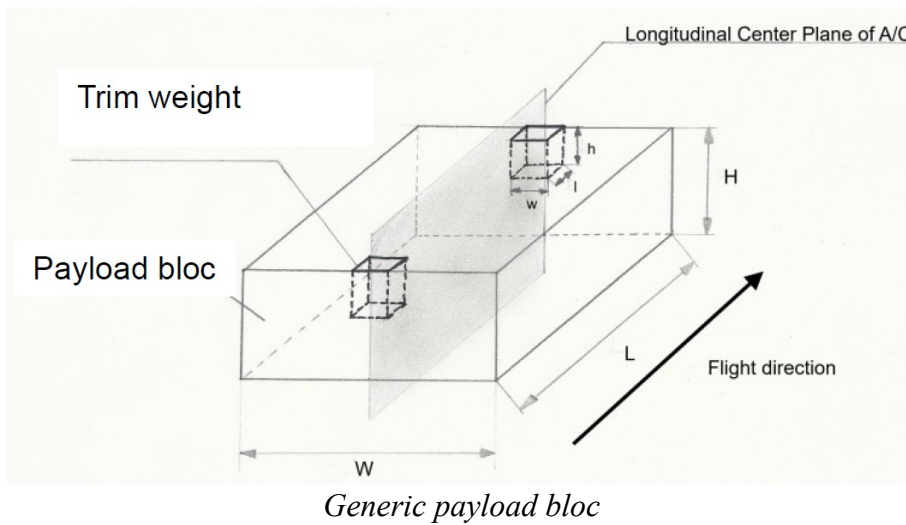 Longitudinal Center Plane of A/C
Trim weight
h
H
l
w
Payload bloc
L
Flight direction
W
Generic payload bloc